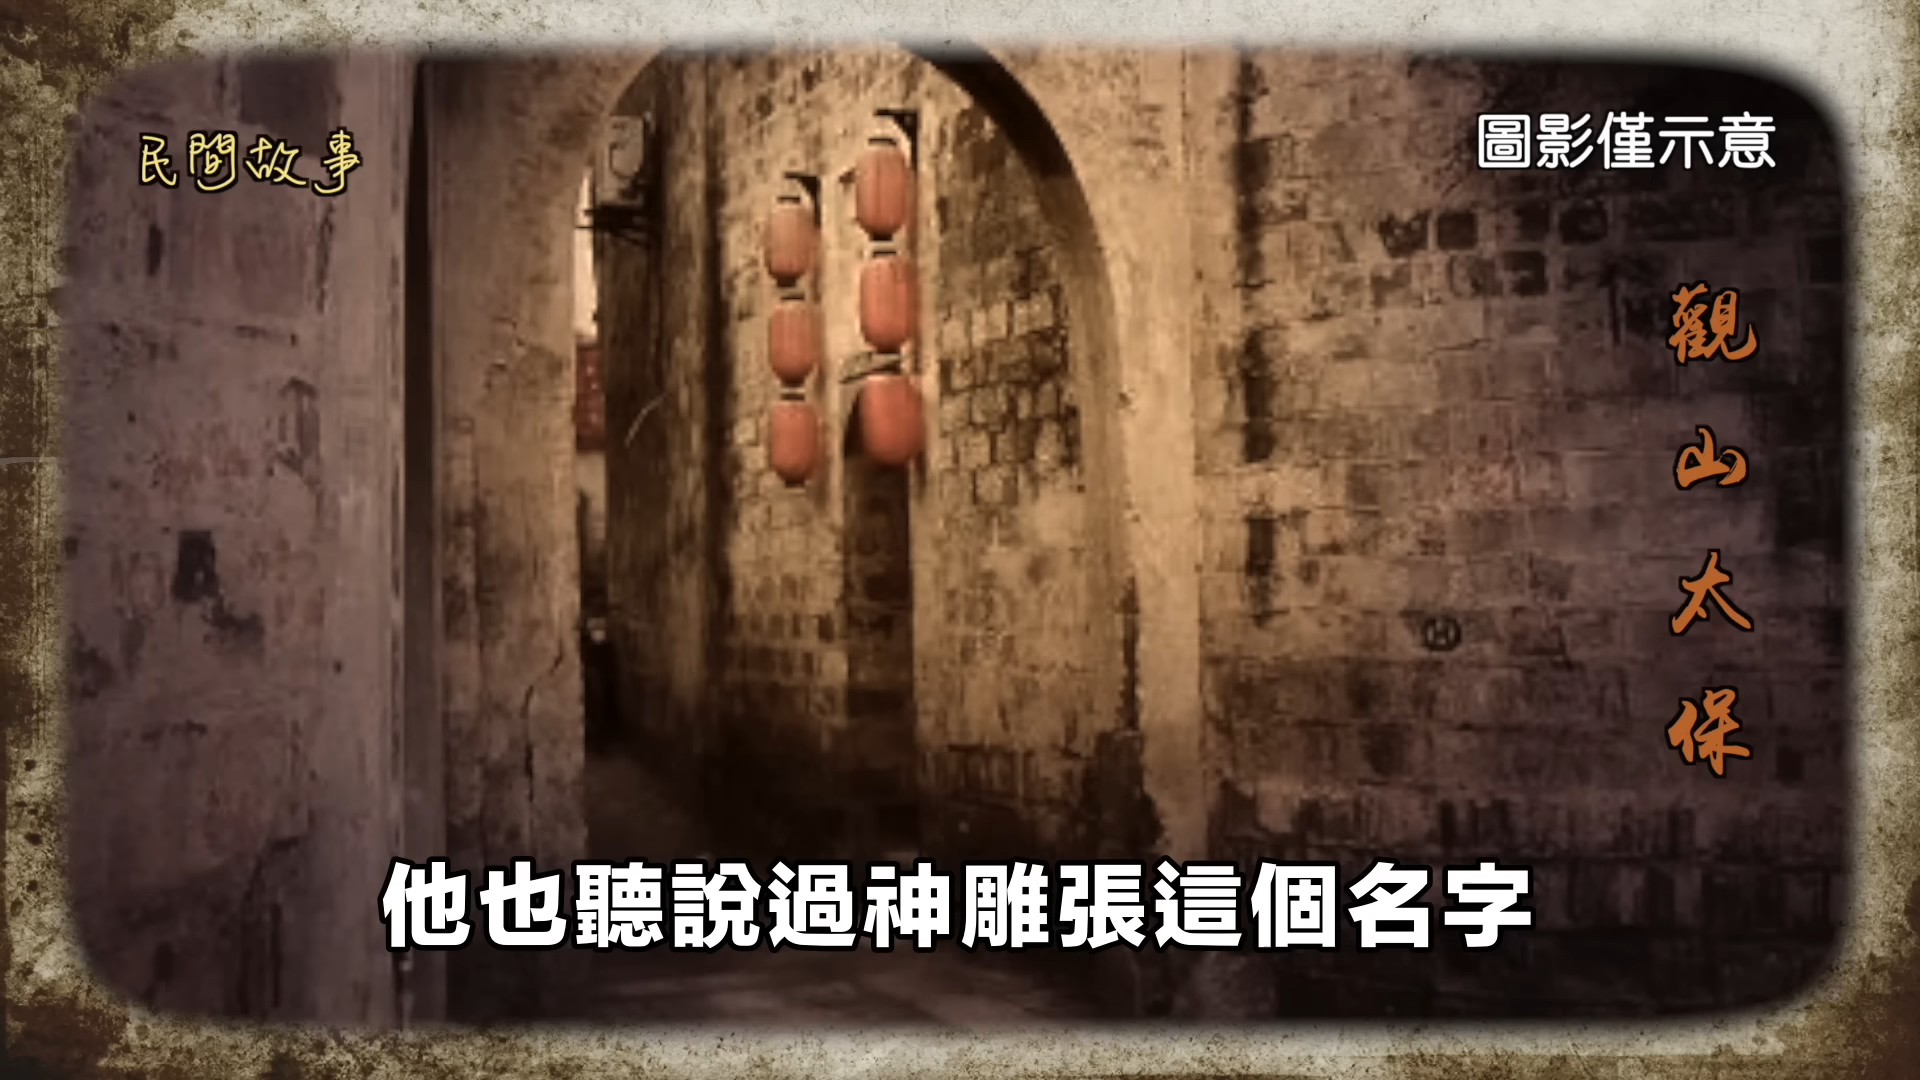 民間故事
圖影僅示意
觀山太保
他也聽說過神雕張這個名字